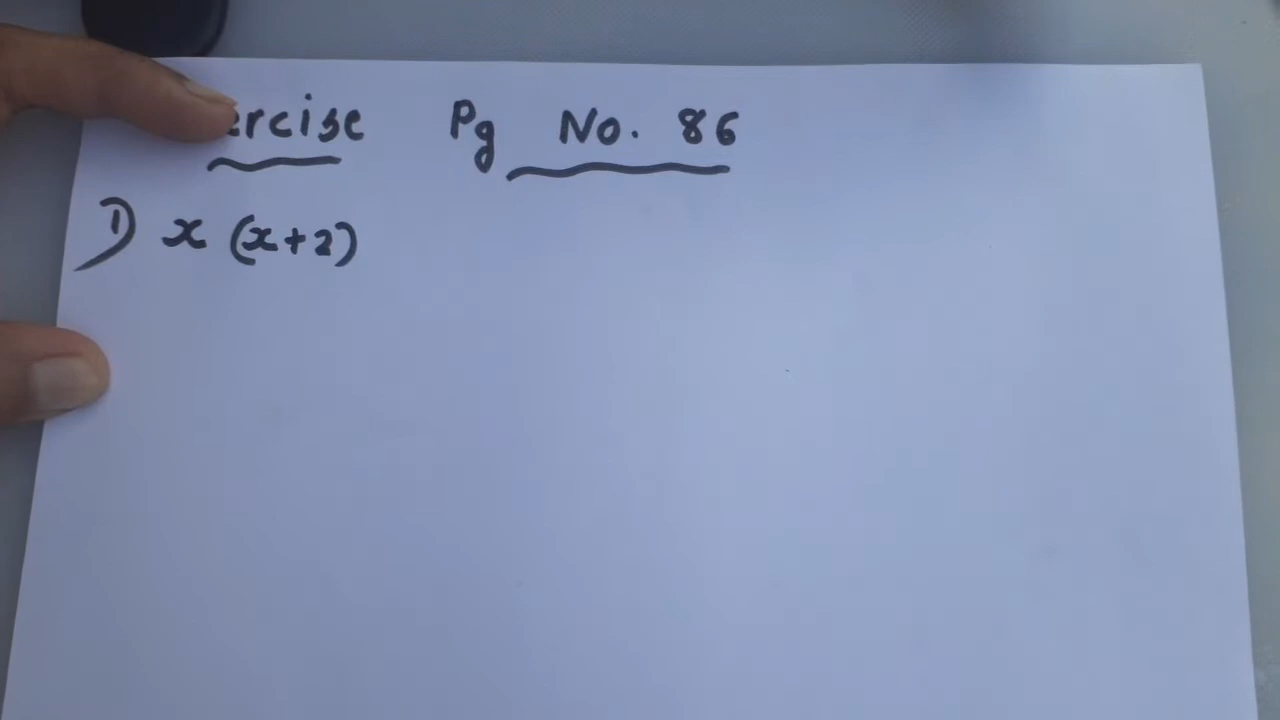 ercise Pg No. 86
1) x (x+2)